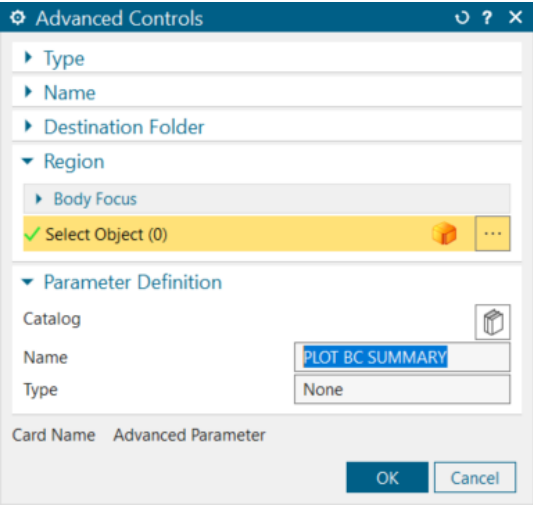 Advanced Controls
Type
Name
Destination Folder
Region
Body Focus
Select Object (0)
Parameter Definition
Catalog
Name PLOT BC SUMMARY
Type None
Card Name Advanced Parameter
OK Cancel